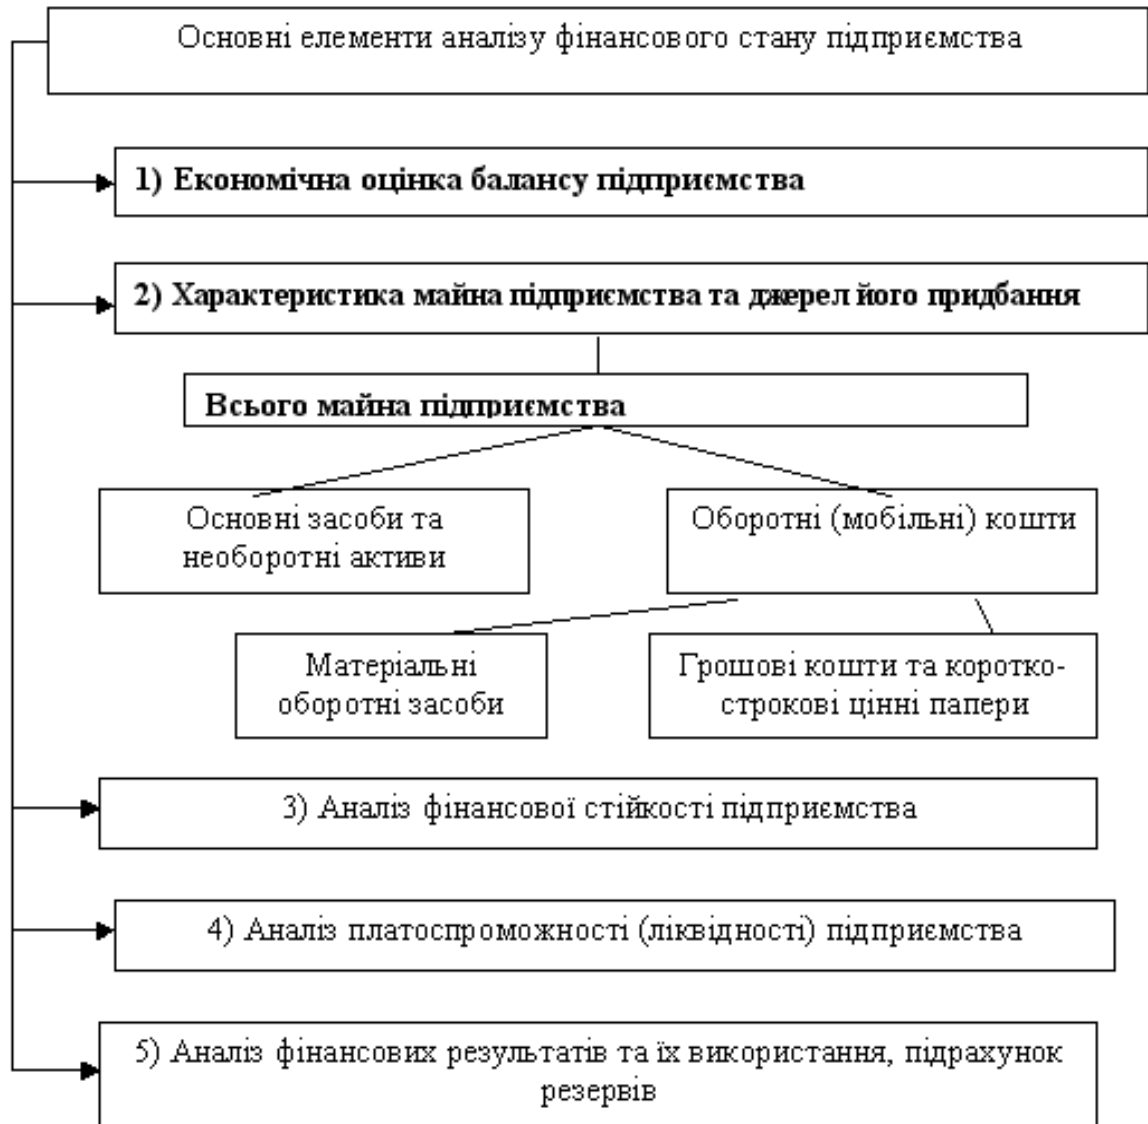 Основні елементи аналізу фінансового стану підприємства
1) Економічна оцінка балансу підприємства
2) Характеристика майна підприємства та джерел його придбання
Всього майна підприємства
Основні засоби та
необоротні активи
Оборотні (мобільні) кошти
Матеріальні
оборотні засоби
Грошові кошти та коротко-
строкові цінні папери
3) Аналіз фінансової стійкості підприємства
4) Аналіз платоспроможності (ліквідності) підприємства
5) Аналіз фінансових результатів та їх використання, підрахунок
резервів